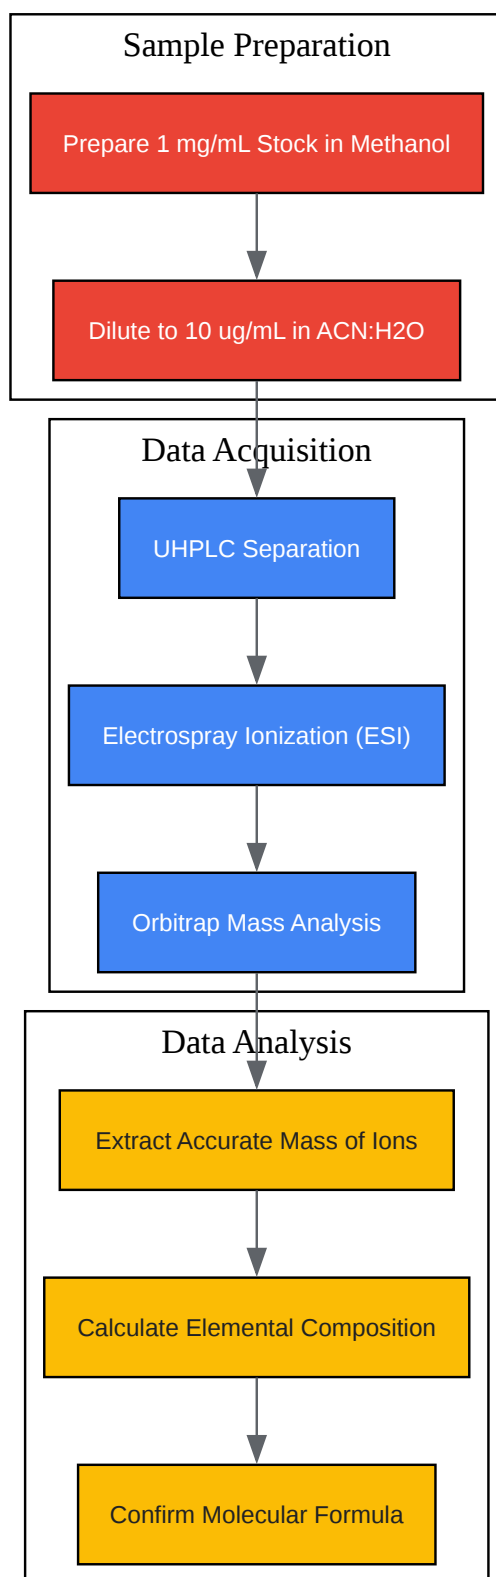 Sample Preparation
Prepare 1 mg/mL Stock in Methanol
Dilute to 10 ug/mL in ACN:H2O
Data Acquisition
UHPLC Separation
Electrospray Ionization (ESI)
Orbitrap Mass Analysis
Data Analysis
Extract Accurate Mass of Ions
Calculate Elemental Composition
Confirm Molecular Formula